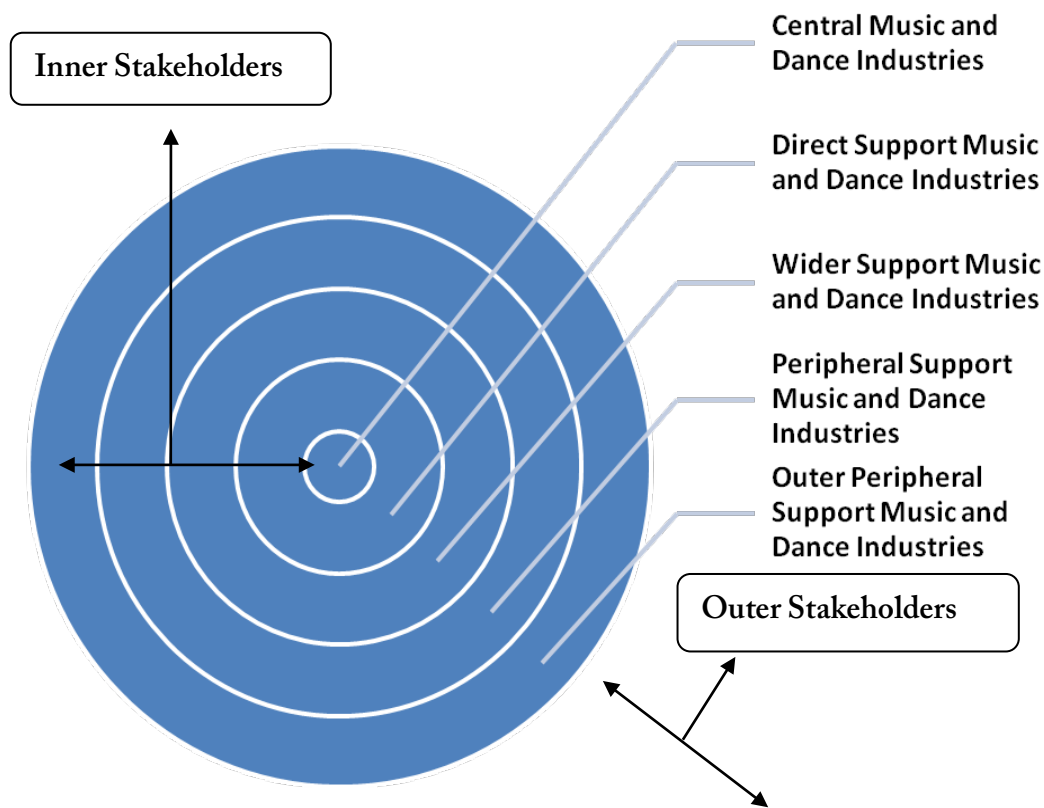 Inner Stakeholders
Central Music and
Dance Industries
Direct Support Music
and Dance Industries
Wider Support Music
and Dance Industries
Peripheral Support
Music and Dance
Industries
Outer Peripheral
Support Music and
Dance Industries
Outer Stakeholders